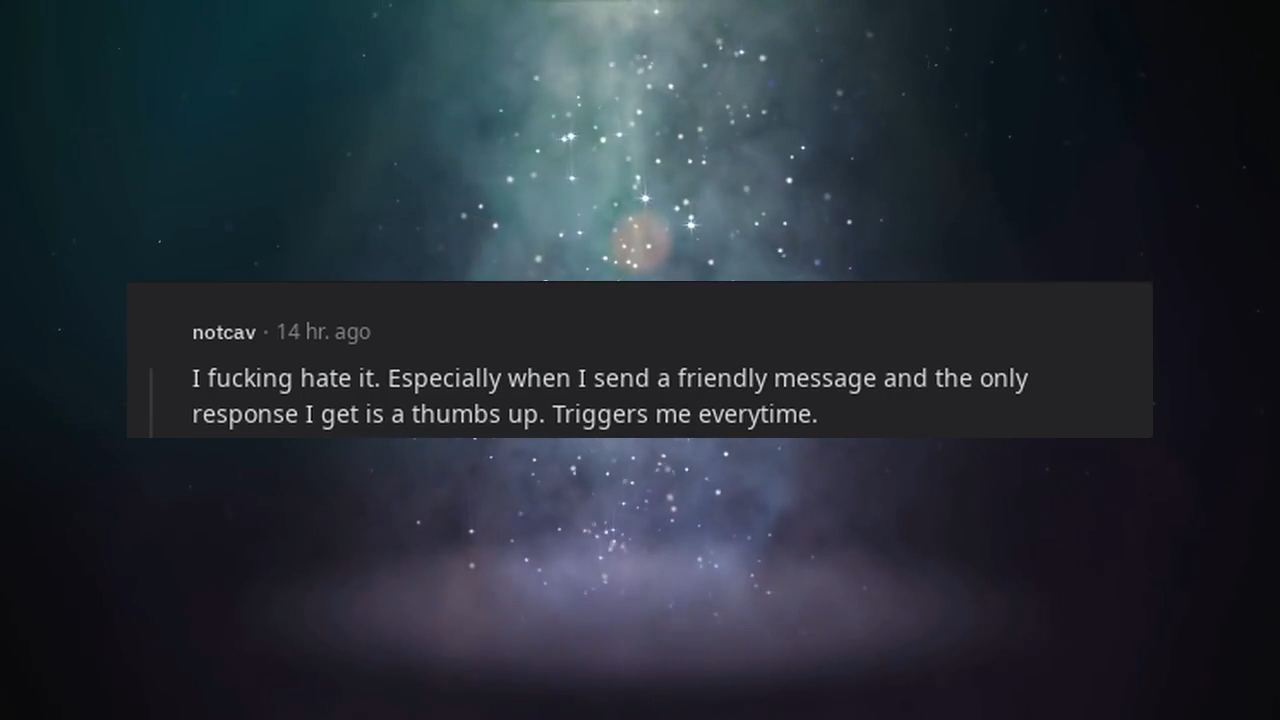 notcav · 14 hr. ago
I fucking hate it. Especially when I send a friendly message and the only
response I get is a thumbs up. Triggers me everytime.